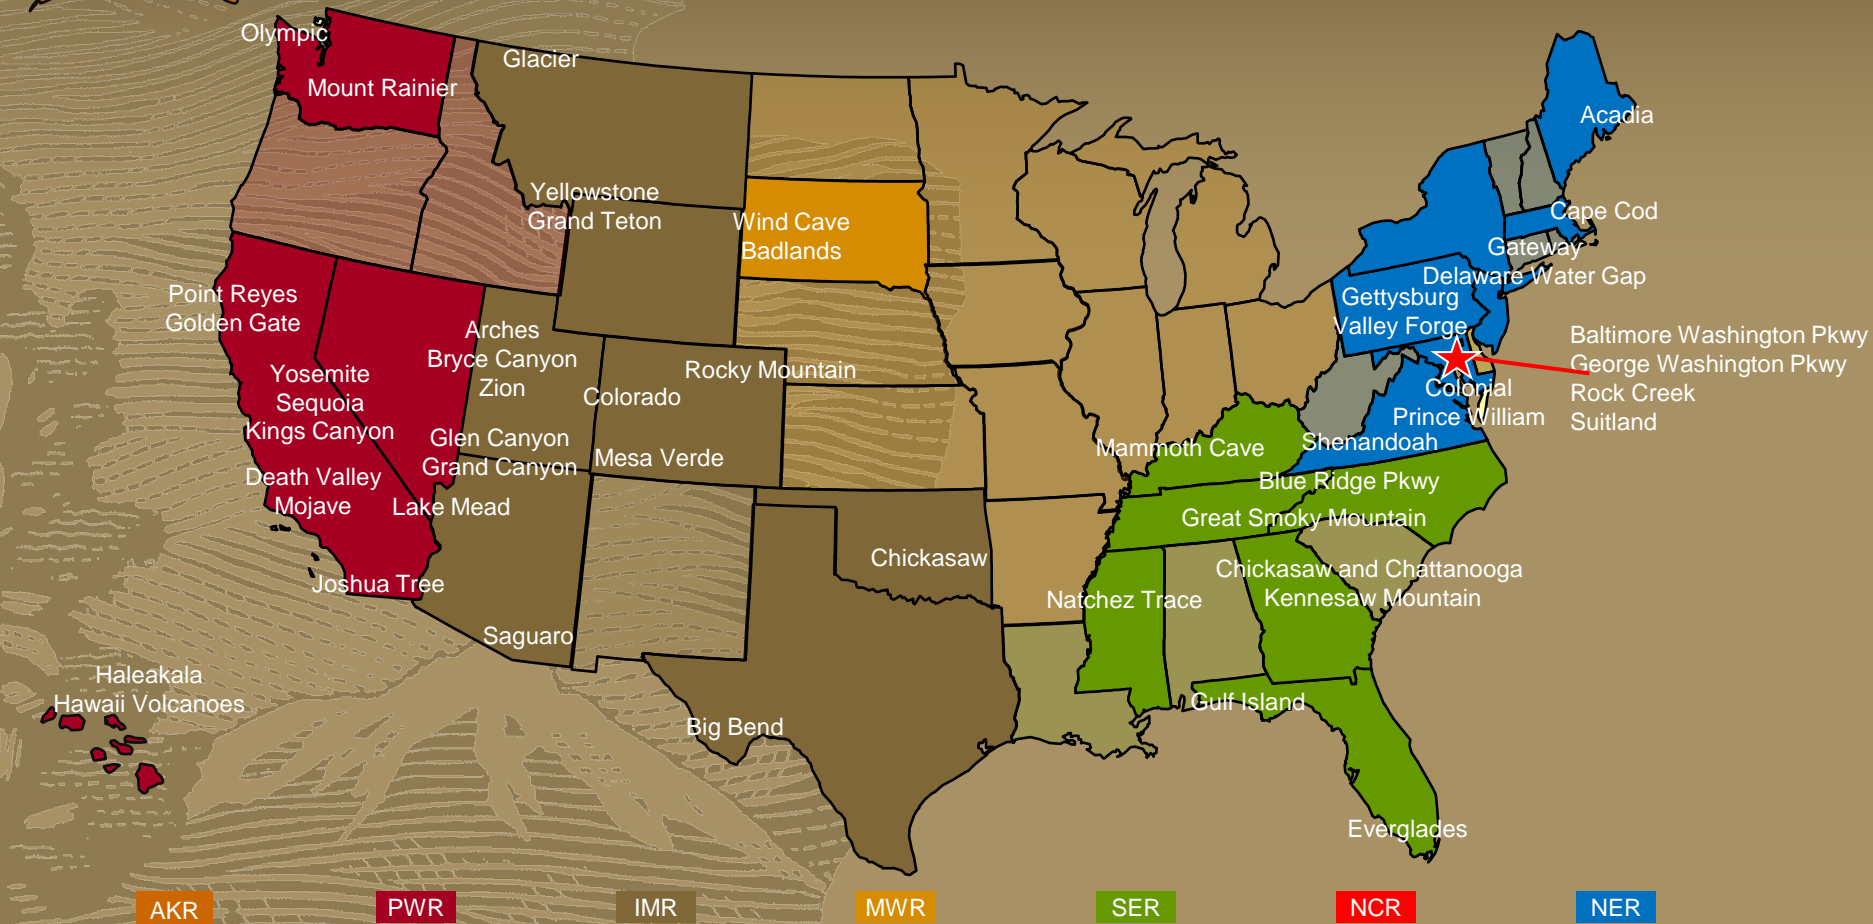 Olympic
Mount Rainier
Glacier
Yellowstone
Grand Teton
Wind Cave
Badlands
Acadia
Cape Cod
Gateway
Delaware Water Gap
Gettysburg
Valley Forge
Baltimore Washington Pkwy
George Washington Pkwy
Rock Creek
Suitland
Colonial
Prince William
Shenandoah
Point Reyes
Golden Gate
Yosemite
Sequoia
Kings Canyon
Death Valley
Mojave
Arches
Bryce Canyon
Zion
Glen Canyon
Grand Canyon
Lake Mead
Rocky Mountain
Colorado
Mesa Verde
Mammoth Cave
Blue Ridge Pkwy
Great Smoky Mountain
Chickasaw
Chickasaw and Chattanooga
Kennesaw Mountain
Natchez Trace
Joshua Tree
Saguaro
Haleakala
Hawaii Volcanoes
Big Bend
Gulf Island
Everglades
AKR
PWR
IMR
MWR
SER
NCR
NER